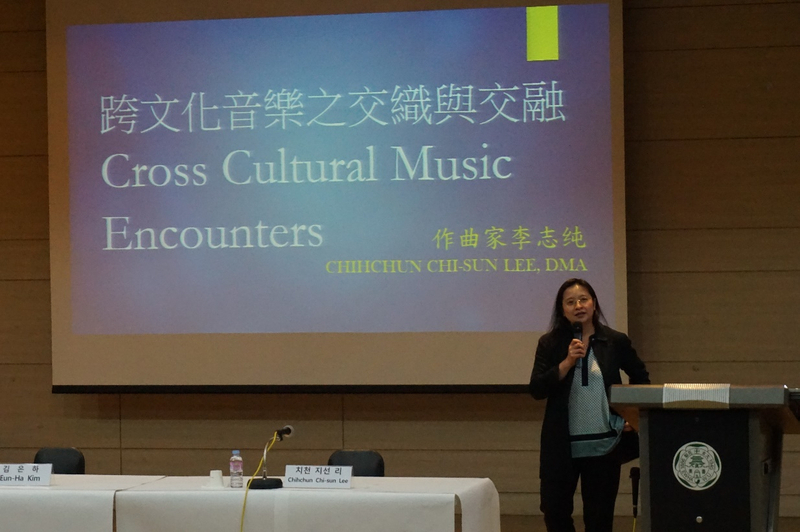 跨文化音樂之交織與交融
Cross Cultural Music
Encounters
作曲家李志纯
CHIHCHUN CHI-SUN LEE, DMA
김 은 하
Eun-Ha Kim
치천 지선 리
Chihchun Chi-sun Lee